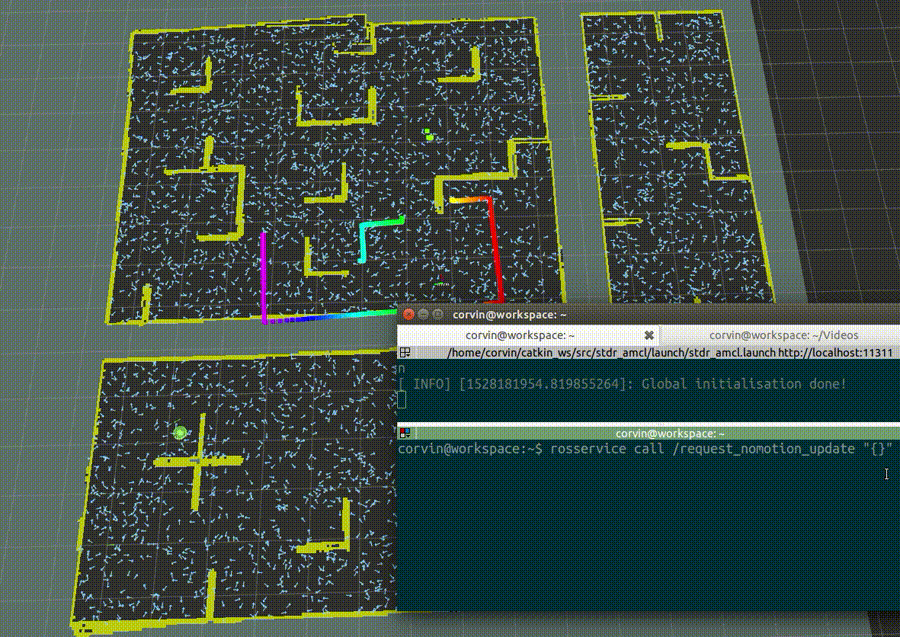 corvin@workspace: ~
corvin@workspace: ~ corvin@workspace: ~/Videos
/home/corvin/catkin_ws/src/stdr_amcl/launch/stdr_amcl.launch http://localhost:11311
n
[ INFO] [1528181954.819855264]: Global initialisation done!
corvin@workspace: ~
corvin@workspace:~$ rosservice call /request_nomotion_update "{}"